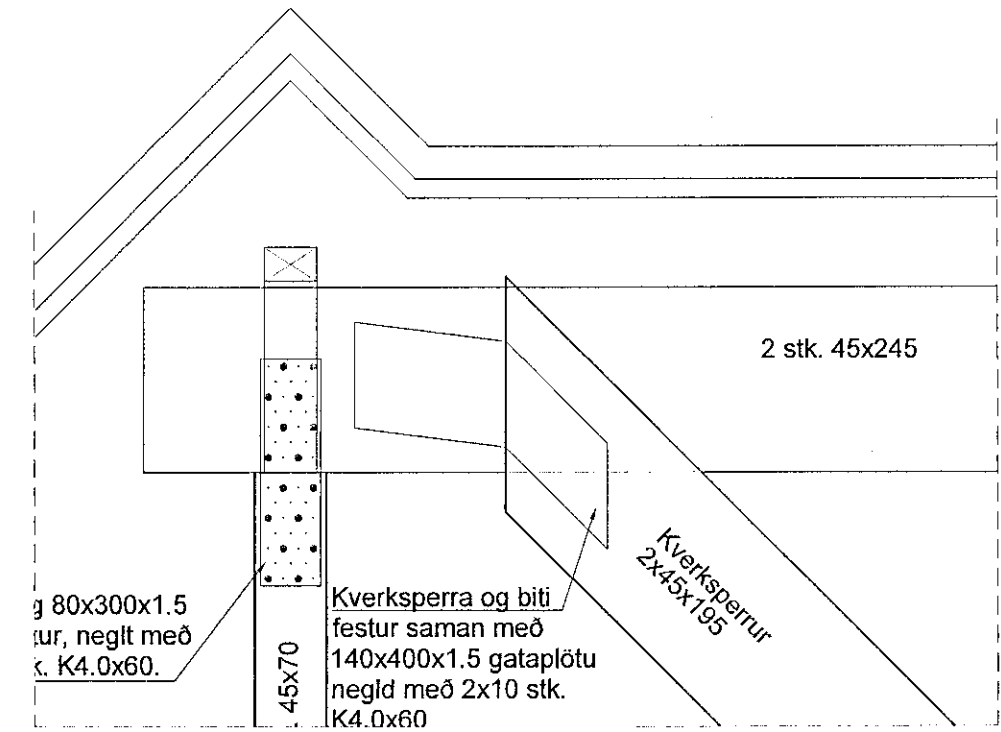 2 stk. 45x245
Kverksperrur
2x45x195
80x300x1.5
neglt með
K4.0x60.
45x70
Kverksperra og biti
festur saman með
140x400x1.5 gataplötu
negld með 2x10 stk.
K4.0x60